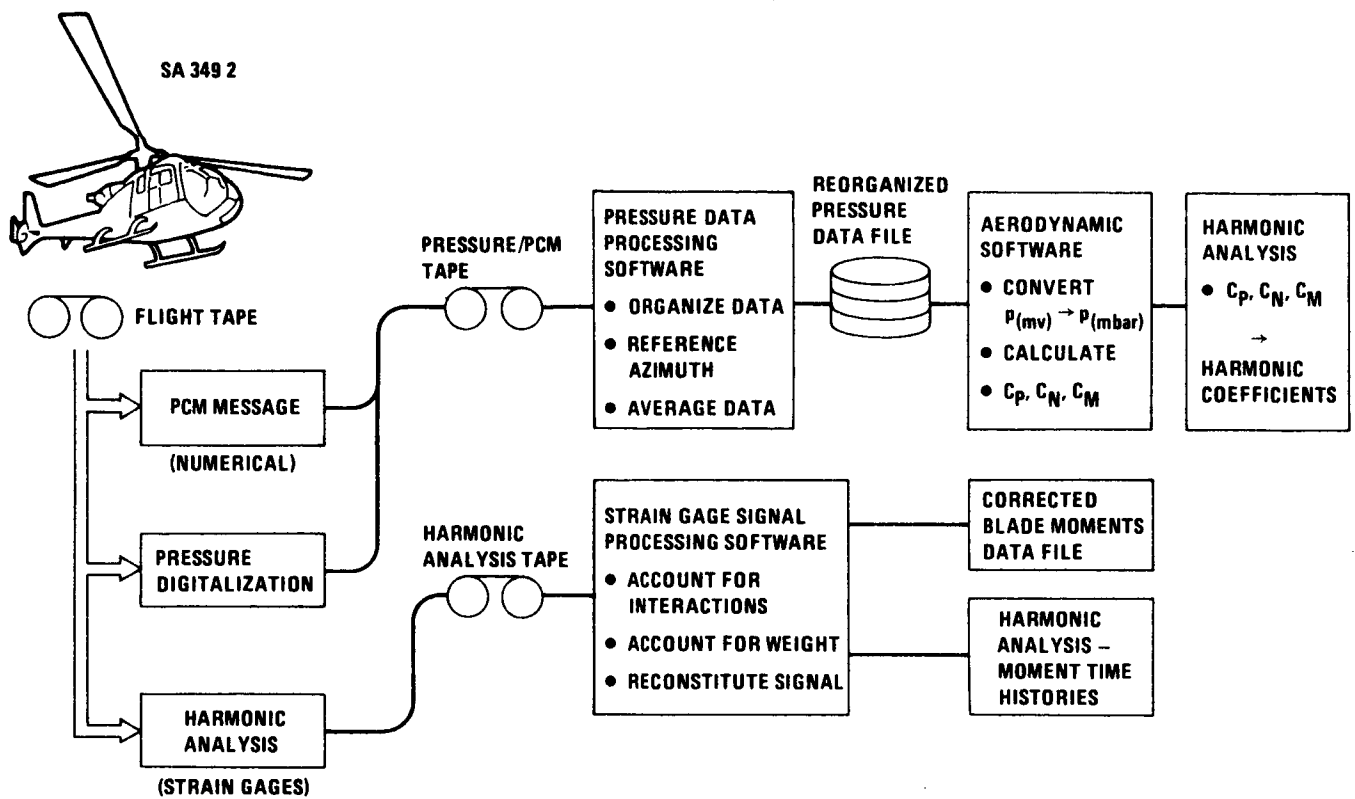 SA 349 2
FLIGHT TAPE
PCM MESSAGE
(NUMERICAL)
PRESSURE
DIGITALIZATION
HARMONIC
ANALYSIS
(STRAIN GAGES)
PRESSURE/PCM
TAPE
PRESSURE DATA
PROCESSING
SOFTWARE
• ORGANIZE DATA
• REFERENCE
AZIMUTH
• AVERAGE DATA
REORGANIZED
PRESSURE
DATA FILE
AERODYNAMIC
SOFTWARE
• CONVERT
p(mv) → p(mbar)
• CALCULATE
• CP, CN, CM
HARMONIC
ANALYSIS
• CP, CN, CM
→
HARMONIC
COEFFICIENTS
HARMONIC
ANALYSIS TAPE
STRAIN GAGE SIGNAL
PROCESSING SOFTWARE
• ACCOUNT FOR
INTERACTIONS
• ACCOUNT FOR WEIGHT
• RECONSTITUTE SIGNAL
CORRECTED
BLADE MOMENTS
DATA FILE
HARMONIC
ANALYSIS –
MOMENT TIME
HISTORIES